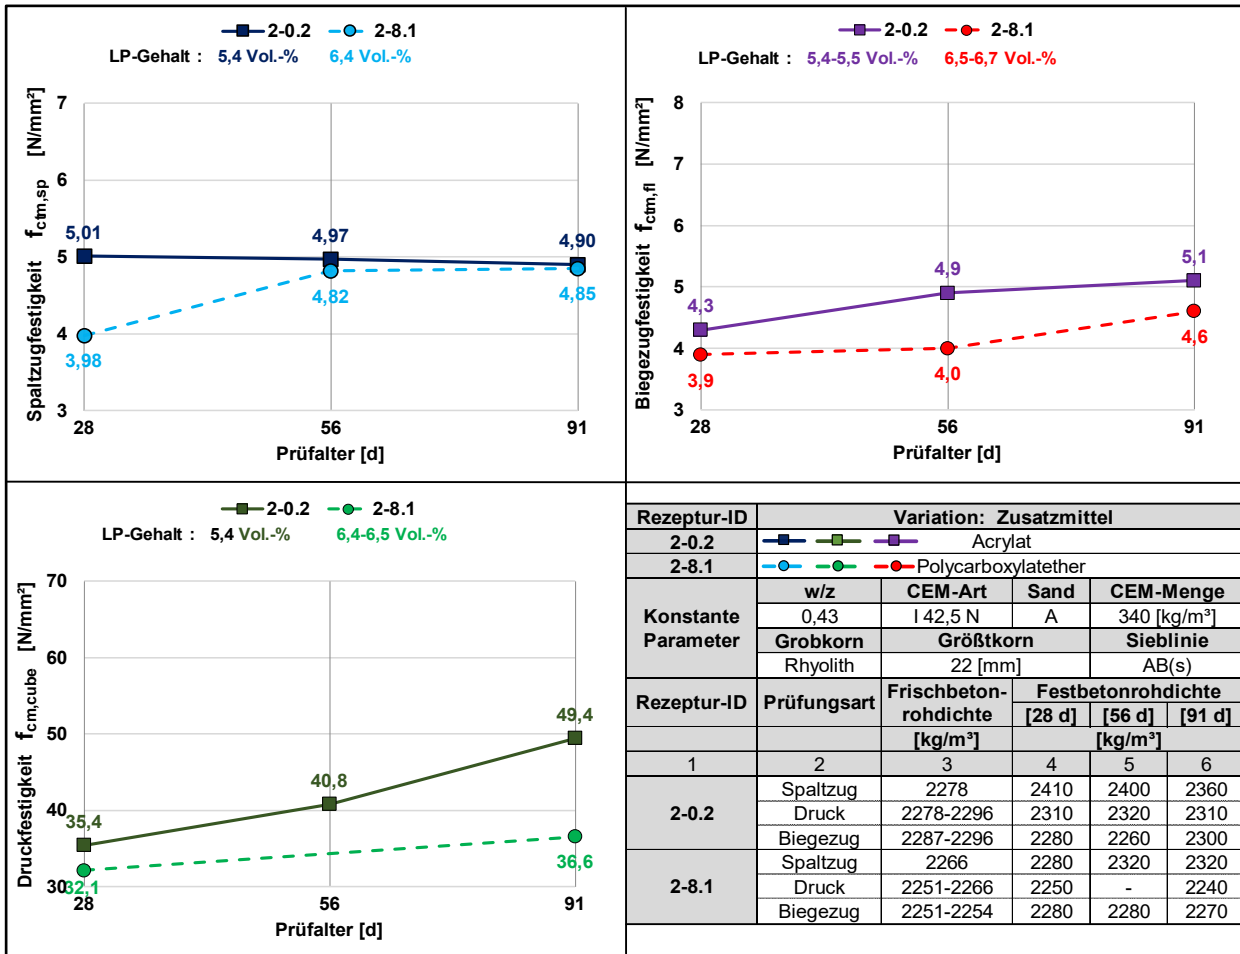 2-0.2 2-8.1
LP-Gehalt : 5,4 Vol.-% 6,4 Vol.-%
Spaltzugfestigkeit fctm,sp [N/mm²]
7
6
5
4
3
5,01
4,97
4,90
3,98
4,82
4,85
28 56 91
Prüfalter [d]
2-0.2 2-8.1
LP-Gehalt : 5,4-5,5 Vol.-% 6,5-6,7 Vol.-%
Biegezugfestigkeit fctm,fl [N/mm²]
8
7
6
5
4
3
4,3
4,9
5,1
3,9
4,0
4,6
28 56 91
Prüfalter [d]
2-0.2 2-8.1
LP-Gehalt : 5,4 Vol.-% 6,4-6,5 Vol.-%
Druckfestigkeit fcm,cube [N/mm²]
70
60
50
40
30
35,4
40,8
49,4
32,1
36,6
28 56 91
Prüfalter [d]
Rezeptur-ID Variation: Zusatzmittel
2-0.2 Acrylat
2-8.1 Polycarboxylatether
Konstante Parameter
w/z CEM-Art Sand CEM-Menge
0,43 I 42,5 N A 340 [kg/m³]
Grobkorn Größtkorn Sieblinie
Rhyolith 22 [mm] AB(s)
Rezeptur-ID Prüfungsart Frischbeton-rohdichte Festbetonrohdichte
[28 d] [56 d] [91 d]
[kg/m³] [kg/m³]
1 2 3 4 5 6
2-0.2 Spaltzug 2278 2410 2400 2360
Druck 2278-2296 2310 2320 2310
Biegezug 2287-2296 2280 2260 2300
2-8.1 Spaltzug 2266 2280 2320 2320
Druck 2251-2266 2250 - 2240
Biegezug 2251-2254 2280 2280 2270